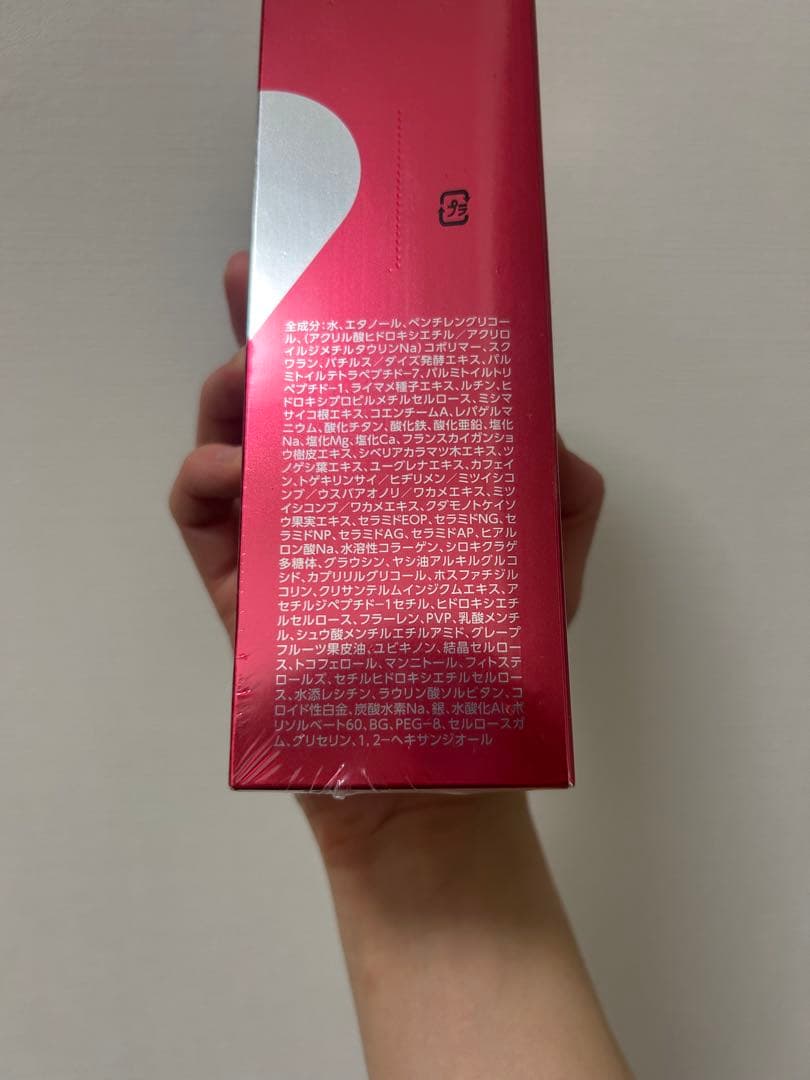 プラ
全成分:水、エタノール、ペンチレングリコー
ル、(アクリル酸ヒドロキシエチル/アクリロ
イルジメチルタウリンNa)コポリマー、スク
ワラン、バチルス/ダイズ発酵エキス、パル
ミトイルテトラペプチド-7、パルミトイルトリ
ペプチド-1、ライマメ種子エキス、ルチン、ヒ
ドロキシプロピルメチルセルロース、ミシマ
サイコ根エキス、コエンチームA、レパゲルマ
ニウム、酸化チタン、酸化鉄、酸化亜鉛、塩化
Na、塩化Mg、塩化Ca、フランスカイガンショ
ウ樹皮エキス、シベリアカラマツ木エキス、ツ
ノゲシ葉エキス、ユーグレナエキス、カフェイ
ン、トゲキリンサイ/ヒヂリメン/ミツイシコ
ンブ/ウスバアオノリ/ワカメエキス、ミツ
イシコンブ/ワカメエキス、クダモノトケイソ
ウ果実エキス、セラミドEOP、セラミドNG、セ
ラミドNP、セラミドAG、セラミドAP、ヒアル
ロン酸Na、水溶性コラーゲン、シロキクラゲ
多糖体、グラウシン、ヤシ油アルキルグルコ
シド、カプリリルグリコール、ホスファチジル
コリン、クリサンテルムインジクムエキス、ア
セチルジペプチド-1セチル、ヒドロキシエチ
ルセルロース、フラーレン、PVP、乳酸メンチ
ル、シュウ酸メンチルエチルアミド、グレープ
フルーツ果皮油、ユビキノン、結晶セルロー
ス、トコフェロール、マンニトール、フィトステ
ロールズ、セチルヒドロキシエチルセルロー
ス、水添レシチン、ラウリン酸ソルビタン、コ
ロイド性白金、炭酸水素Na、銀、水酸化Al、ポ
リソルベート60、BG、PEG-8、セルロースガ
ム、グリセリン、1,2-ヘキサンジオール